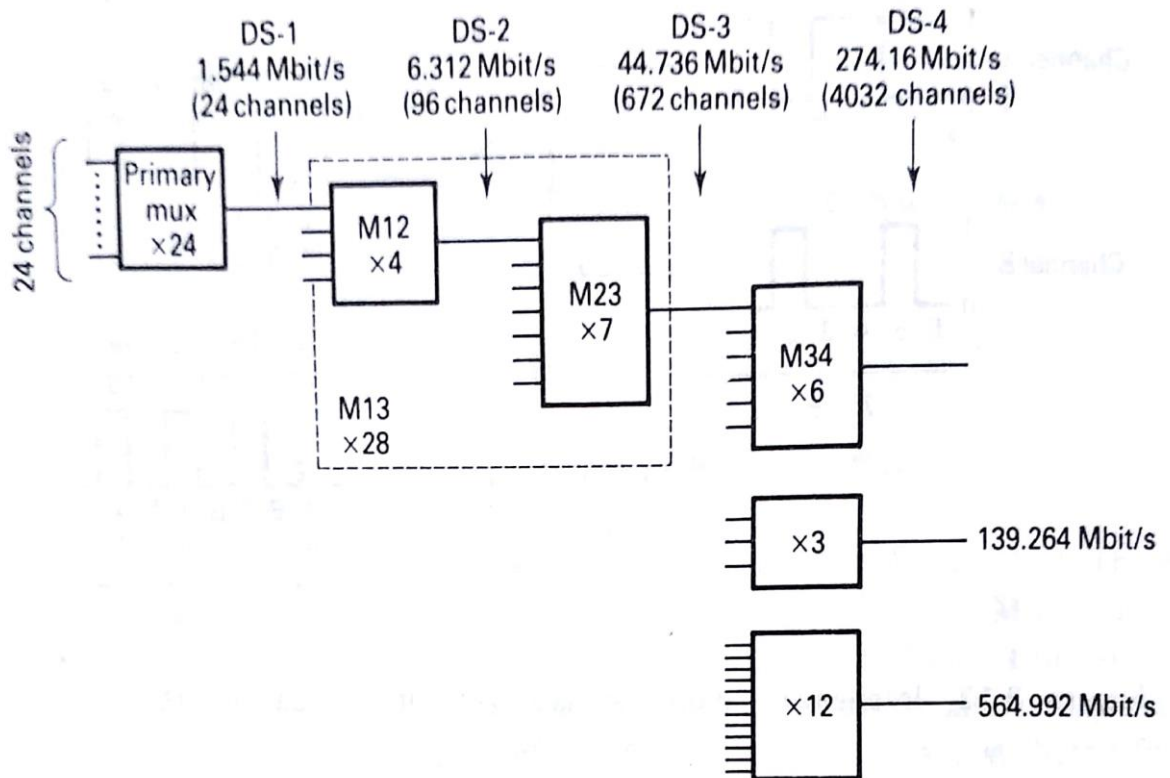 DS-1
1.544 Mbit/s
(24 channels)
DS-2
6.312 Mbit/s
(96 channels)
DS-3
44.736 Mbit/s
(672 channels)
DS-4
274.16 Mbit/s
(4032 channels)
24 channels
Primary
mux
×24
M12
×4
M23
×7
M13
×28
M34
×6
×3
139.264 Mbit/s
×12
564.992 Mbit/s